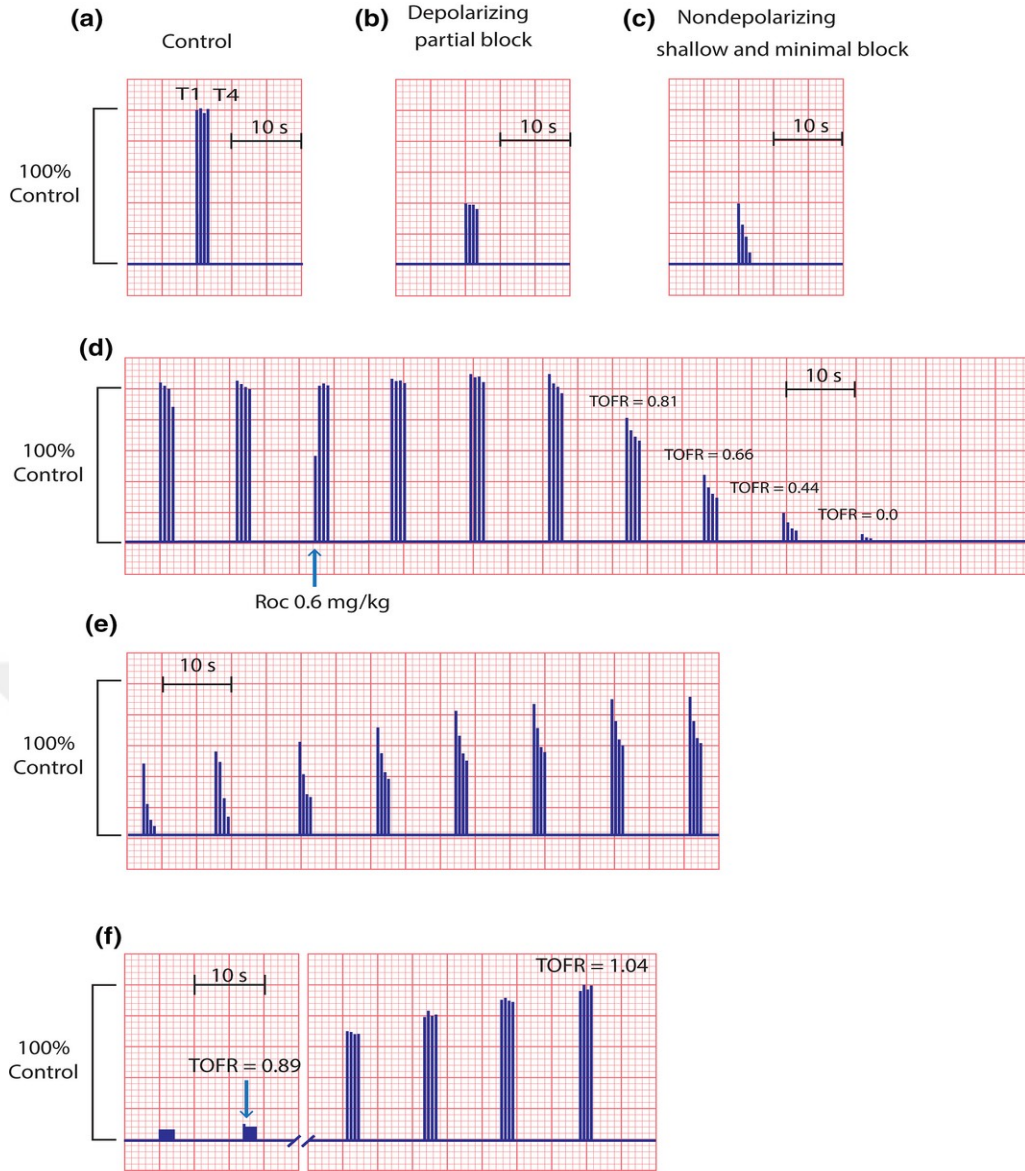 (a)
Control
(b)
Depolarizing
partial block
(c)
Nondepolarizing
shallow and minimal block
T1 T4
10 s
10 s
10 s
100%
Control
(d)
10 s
TOFR = 0.81
TOFR = 0.66
TOFR = 0.44
TOFR = 0.0
100%
Control
Roc 0.6 mg/kg
(e)
10 s
100%
Control
(f)
TOFR = 1.04
10 s
100%
Control
TOFR = 0.89